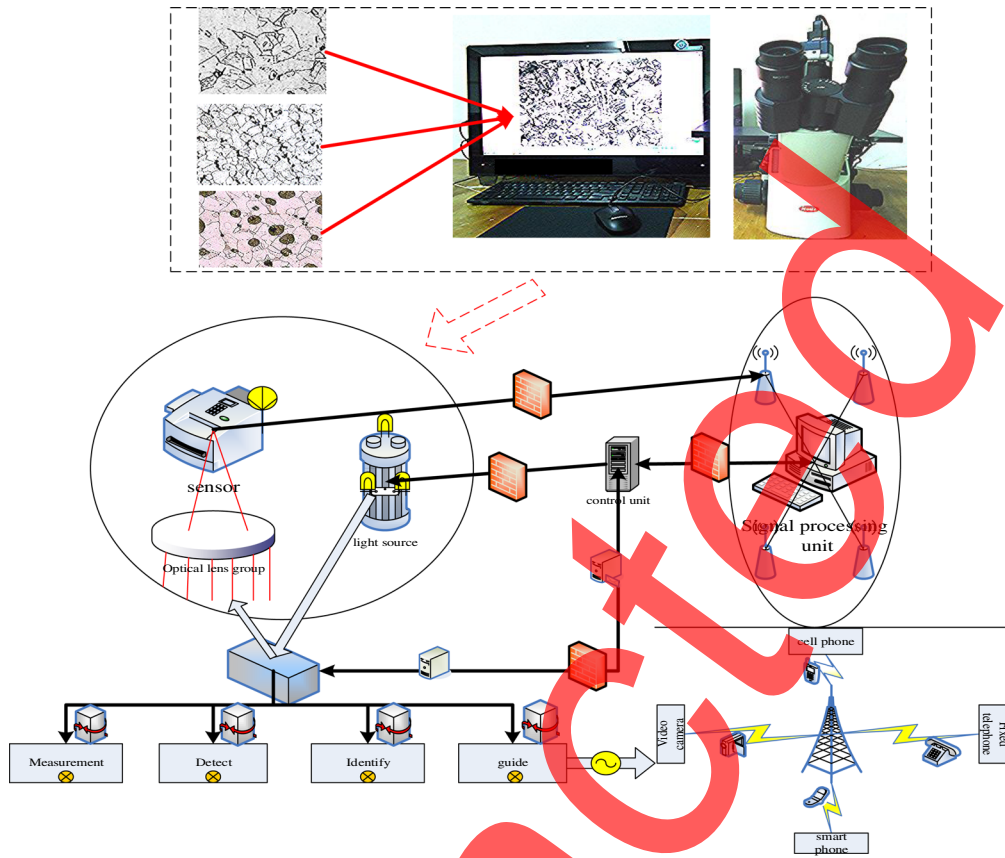 sensor
light source
Optical lens group
control unit
Signal processing
unit
cell phone
Video
camera
Fixed
telephone
smart
phone
Measurement
Detect
Identify
guide
cted